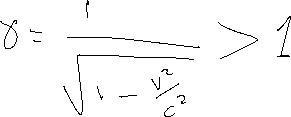 γ = 1/√(1 - v²/c²) > 1